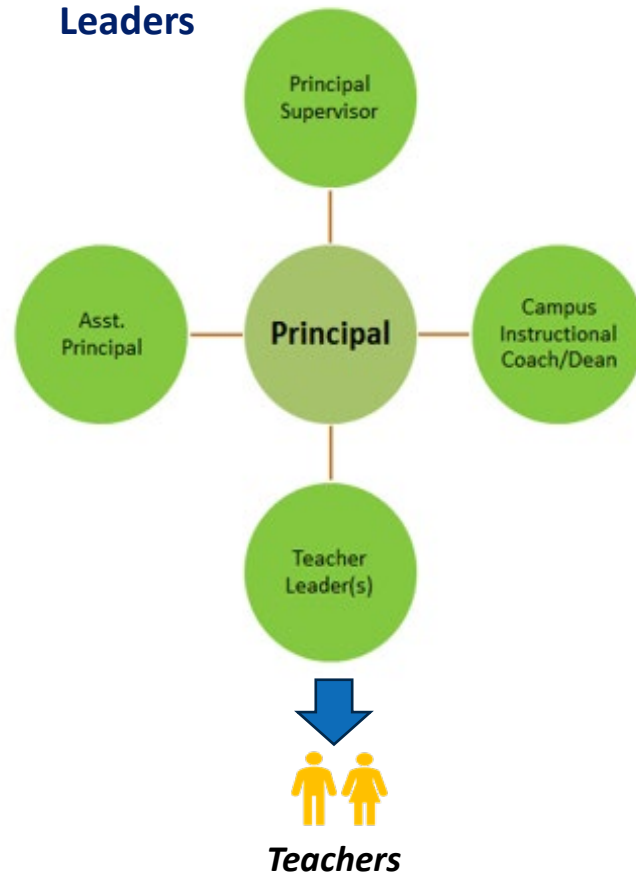 Leaders
Principal
Supervisor
Asst.
Principal
Principal
Campus
Instructional
Coach/Dean
Teacher
Leader(s)
Teachers